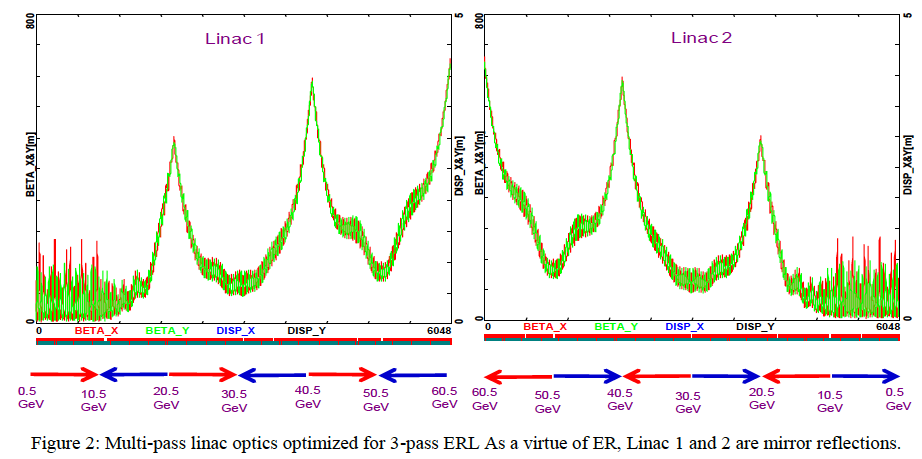 800
Linac 1
5
BETA_X&Y[m]
DISP_X&Y[m]
0
0
0 BETA_X BETA_Y DISP_X DISP_Y 6048
0.5 GeV
10.5 GeV
20.5 GeV
30.5 GeV
40.5 GeV
50.5 GeV
60.5 GeV
800
Linac 2
5
BETA_X&Y[m]
DISP_X&Y[m]
0
0
0 BETA_X BETA_Y DISP_X DISP_Y 6048
60.5 GeV
50.5 GeV
40.5 GeV
30.5 GeV
20.5 GeV
10.5 GeV
0.5 GeV
Figure 2: Multi-pass linac optics optimized for 3-pass ERL As a virtue of ER, Linac 1 and 2 are mirror reflections.